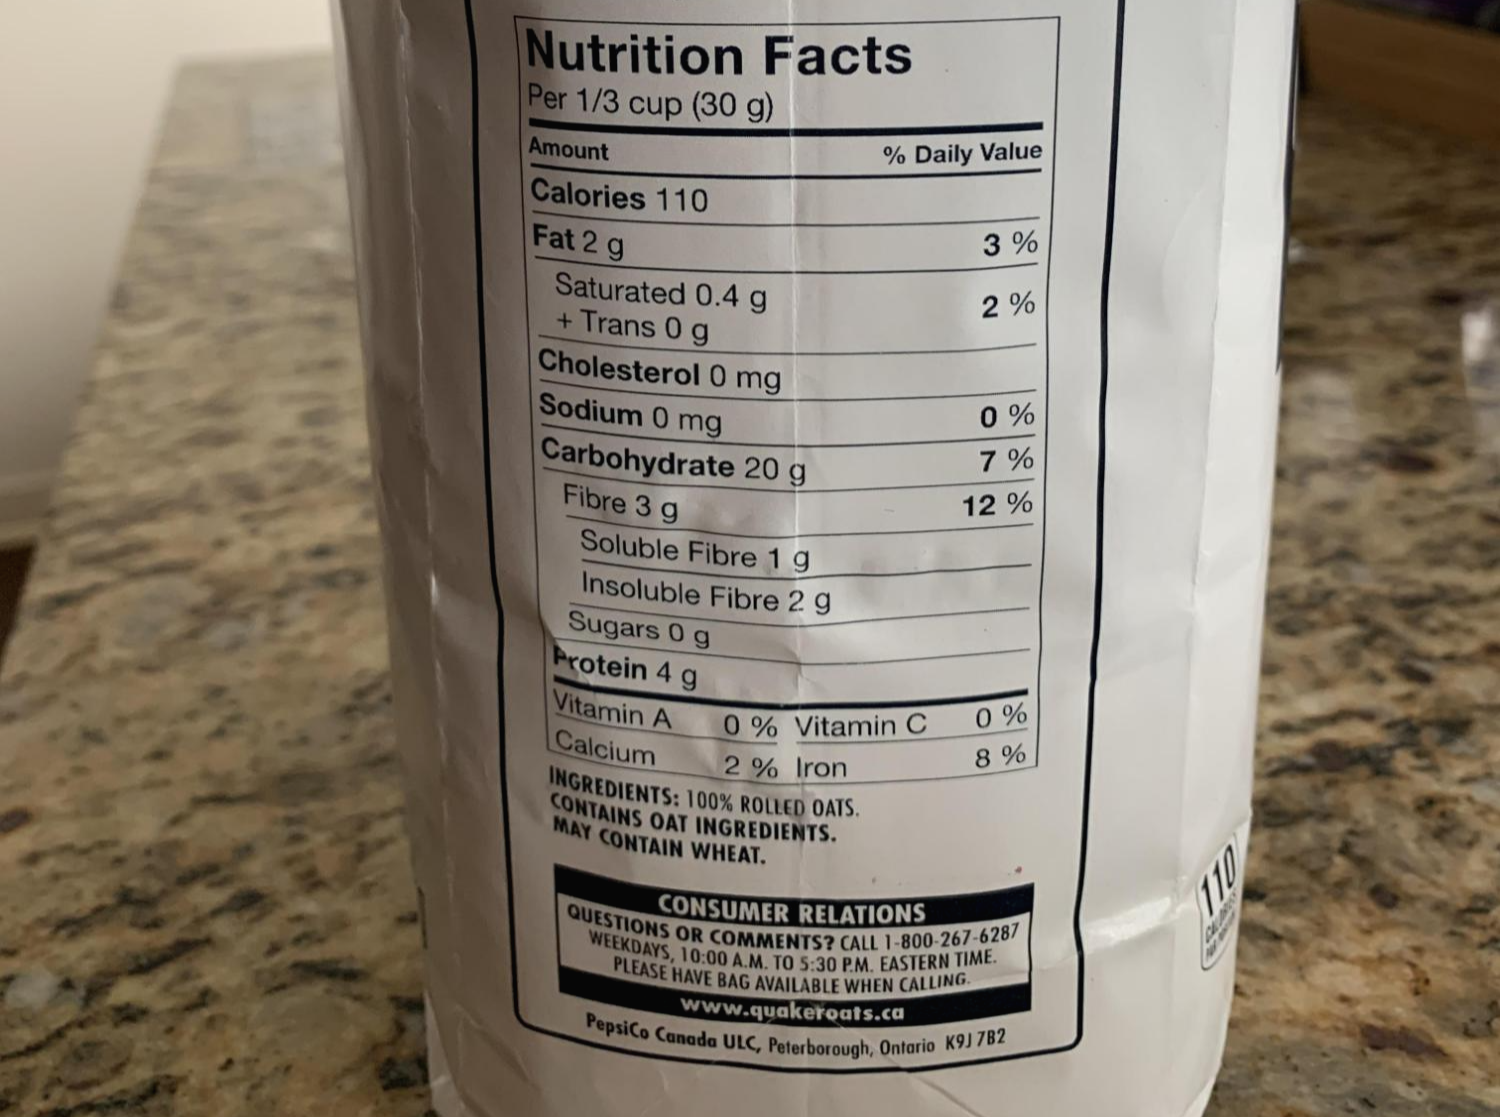 Nutrition Facts
Per 1/3 cup (30 g)
Amount % Daily Value
Calories 110
Fat 2 g 3 %
Saturated 0.4 g 2 %
+ Trans 0 g
Cholesterol 0 mg
Sodium 0 mg 0 %
Carbohydrate 20 g 7 %
Fibre 3 g 12 %
Soluble Fibre 1 g
Insoluble Fibre 2 g
Sugars 0 g
Protein 4 g
Vitamin A 0 % Vitamin C 0 %
Calcium 2 % Iron 8 %
INGREDIENTS: 100% ROLLED OATS.
CONTAINS OAT INGREDIENTS.
MAY CONTAIN WHEAT.
CONSUMER RELATIONS
QUESTIONS OR COMMENTS? CALL 1-800-267-6287
WEEKDAYS, 10:00 A.M. TO 5:30 P.M. EASTERN TIME.
PLEASE HAVE BAG AVAILABLE WHEN CALLING.
www.quakeroats.ca
PepsiCo Canada ULC, Peterborough, Ontario K9J 7B2
110
CALORIES